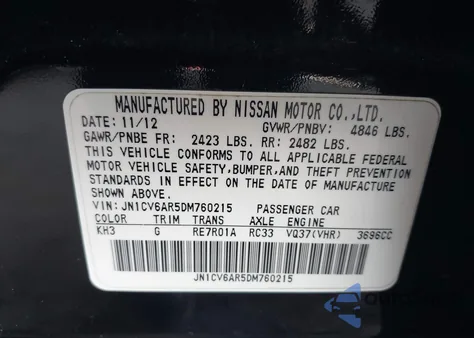 MANUFACTURED BY NISSAN MOTOR CO.,LTD.
DATE: 11/12 GVWR/PNBV: 4846 LBS.
GAWR/PNBE FR: 2423 LBS. RR: 2482 LBS.
THIS VEHICLE CONFORMS TO ALL APPLICABLE FEDERAL
MOTOR VEHICLE SAFETY, BUMPER, AND THEFT PREVENTION
STANDARDS IN EFFECT ON THE DATE OF MANUFACTURE
SHOWN ABOVE.
VIN: JN1CV6AR5DM760215 PASSENGER CAR
COLOR TRIM TRANS AXLE ENGINE
KH3 G RE7R01A RC33 VQ37(VHR) 3696CC
JN1CV6AR5DM760215